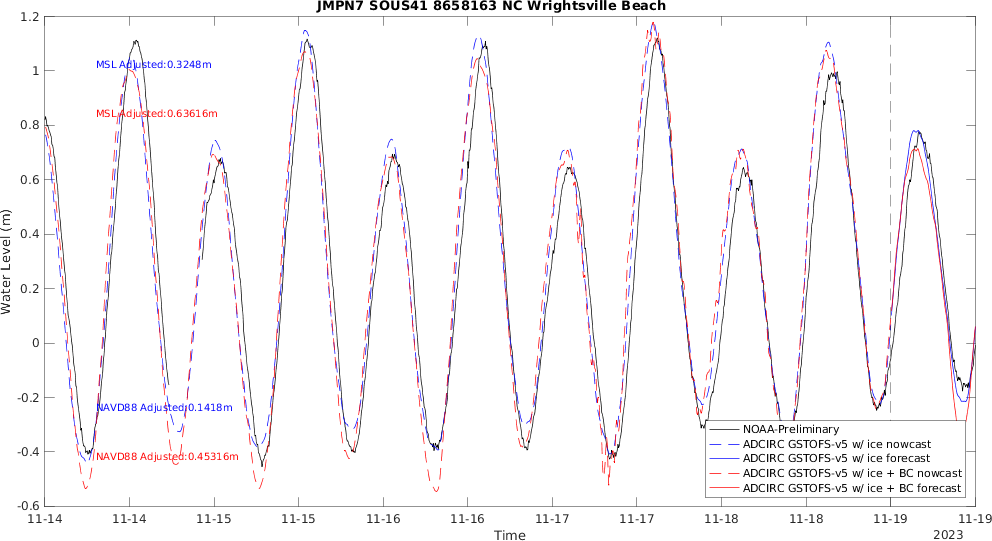 JMPN7 SOUS41 8658163 NC Wrightsville Beach
1.2
1
0.8
0.6
0.4
0.2
0
-0.2
-0.4
-0.6
Water Level (m)
MSL Adjusted:0.3248m
MSL Adjusted:0.63616m
NAVD88 Adjusted:0.1418m
NAVD88 Adjusted:0.45316m
NOAA-Preliminary
ADCIRC GSTOFS-v5 w/ ice nowcast
ADCIRC GSTOFS-v5 w/ ice forecast
ADCIRC GSTOFS-v5 w/ ice + BC nowcast
ADCIRC GSTOFS-v5 w/ ice + BC forecast
11-14 11-14 11-15 11-15 11-16 11-16 11-17 11-17 11-18 11-18 11-19 11-19
Time
2023